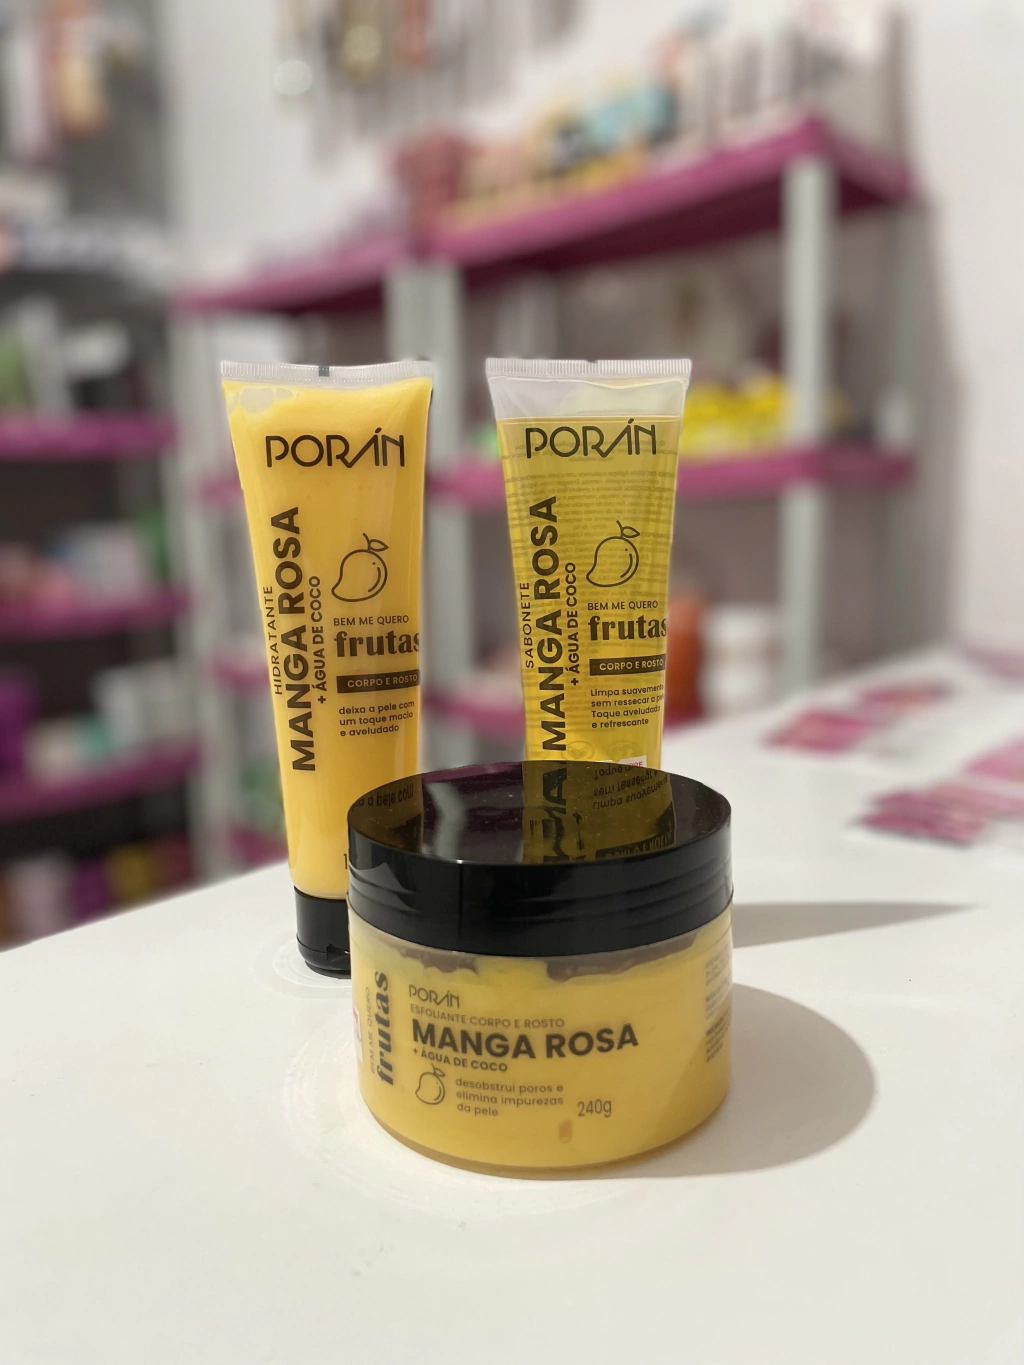 PORÁN
HIDRATANTE
MANGA ROSA
+ ÁGUA DE COCO
BEM ME QUERO
frutas
CORPO E ROSTO
deixa a pele com
um toque macio
e aveludado
PORÁN
SABONETE
MANGA ROSA
+ ÁGUA DE COCO
BEM ME QUERO
frutas
CORPO E ROSTO
Limpa suavemente
sem ressecar a pele
Toque aveludado
e refrescante
BEM ME QUERO
frutas
PORÁN
ESFOLIANTE CORPO E ROSTO
MANGA ROSA
+ ÁGUA DE COCO
desobstrui poros e
elimina impurezas
da pele
240g